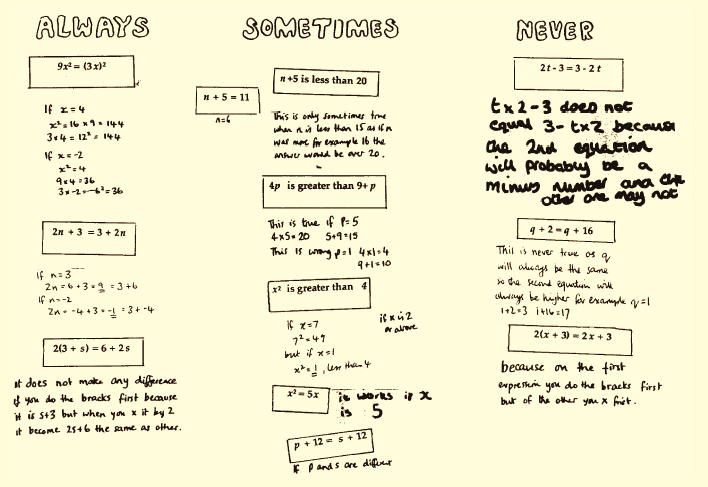 ALWAYS
9x² = (3x)²
If x = 4
x² = 16 x 9 = 144
3 x 4 = 12² = 144
If x = -2
x² = 4
9 x 4 = 36
3 x -2 = -6² = 36
2n + 3 = 3 + 2n
If n = 3
2n = 6 + 3 = 9 = 3 + 6
If n = -2
2n = -4 + 3 = -1 = 3 + -4
2(3 + s) = 6 + 2s
It does not make any difference
if you do the bracks first because
it is s+3 but when you x it by 2
it become 2s+6 the same as other.
SOMETIMES
n + 5 = 11
n=6
n+5 is less than 20
This is only sometimes true
when n is less than 15 as if n
was more for example 16 the
answer would be over 20.
4p is greater than 9+p
This is true if P=5
4x5=20 5+9=15
This is wrong p=1 4x1=4
9+1=10
x² is greater than 4
If x=7
7²=49
but if x=1
x²=1, less than 4
if x is 2
or above
x² = 5x
it works if x
is 5
p + 12 = s + 12
If P and s are different
NEVER
2t - 3 = 3 - 2t
tx2-3 does not
equal 3-tx2 because
the 2nd equation
will probably be a
minus number and the
other one may not
q + 2 = q + 16
This is never true as q
will always be the same
so the second equation will
always be higher for example q=1
1+2=3 1+16=17
2(x + 3) = 2x + 3
because on the first
expression you do the bracks first
but of the other you x first.